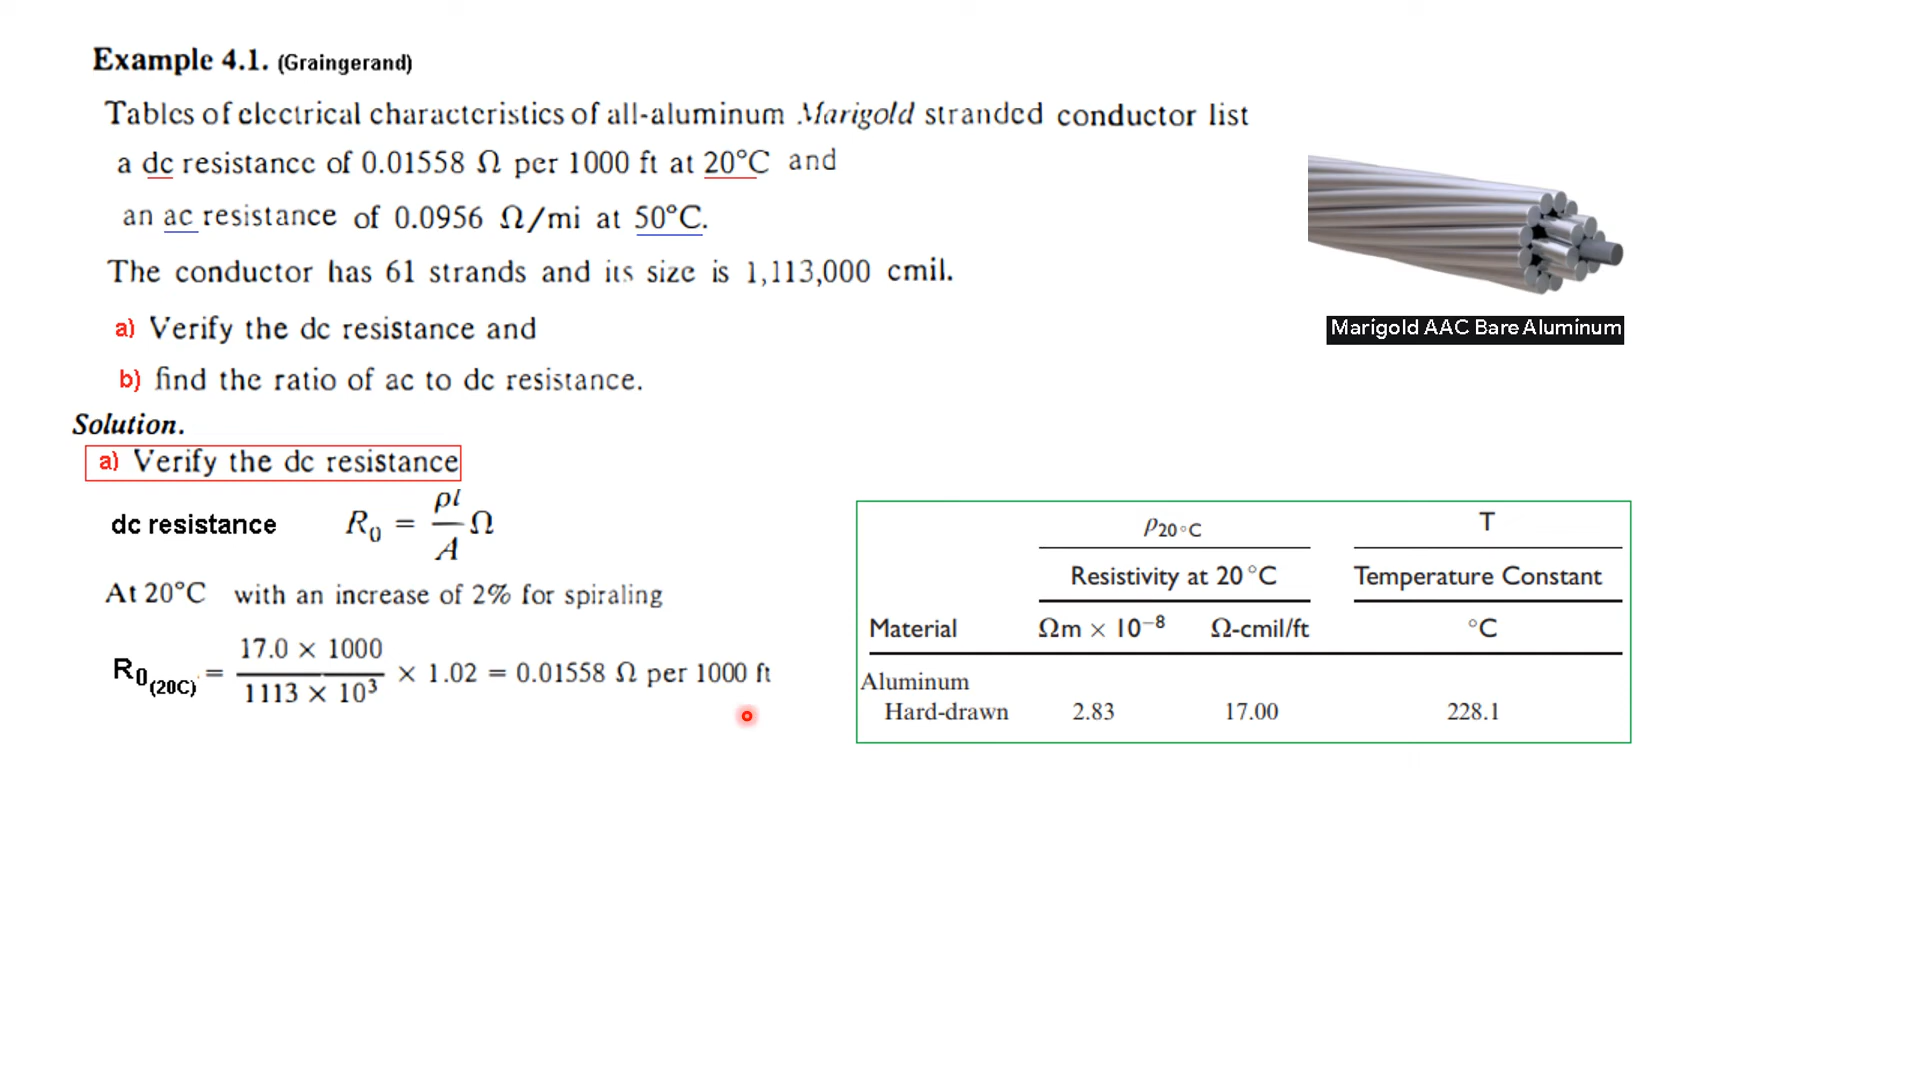 Example 4.1. (Graingerand)
Tables of electrical characteristics of all-aluminum Marigold stranded conductor list
a dc resistance of 0.01558 Ω per 1000 ft at 20°C and
an ac resistance of 0.0956 Ω/mi at 50°C.
The conductor has 61 strands and its size is 1,113,000 cmil.
a) Verify the dc resistance and
b) find the ratio of ac to dc resistance.
Marigold AAC Bare Aluminum
Solution.
a) Verify the dc resistance
dc resistance R₀ = ρl/A Ω
At 20°C with an increase of 2% for spiraling
R₀(20C) = (17.0 × 1000)/(1113 × 10³) × 1.02 = 0.01558 Ω per 1000 ft
ρ20°C T
Resistivity at 20°C Temperature Constant
Material Ωm × 10⁻⁸ Ω-cmil/ft °C
Aluminum
Hard-drawn 2.83 17.00 228.1